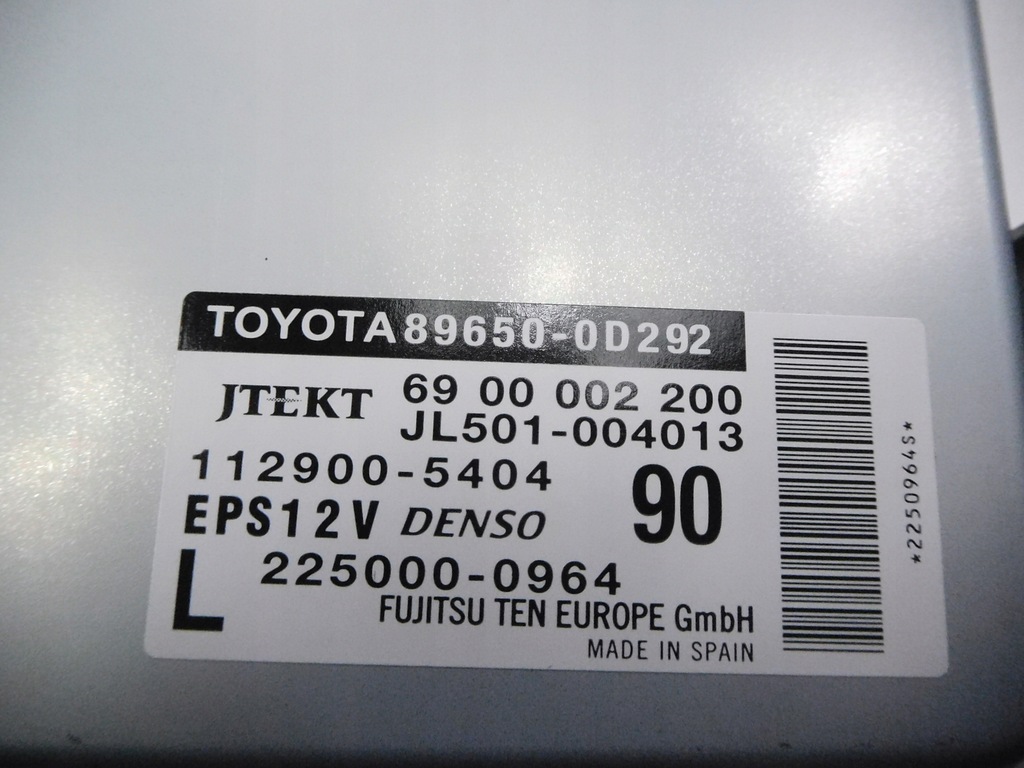 TOYOTA 89650-0D292
JTEKT 69 00 002 200
JL501-004013
112900-5404 90
EPS12V DENSO
L 225000-0964
FUJITSU TEN EUROPE GmbH
MADE IN SPAIN
*2250964S*